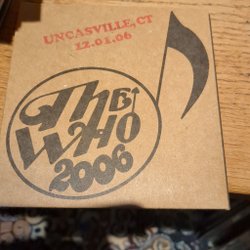 UNCASVILLE, CT
12.01.06
THE
WHO
2006